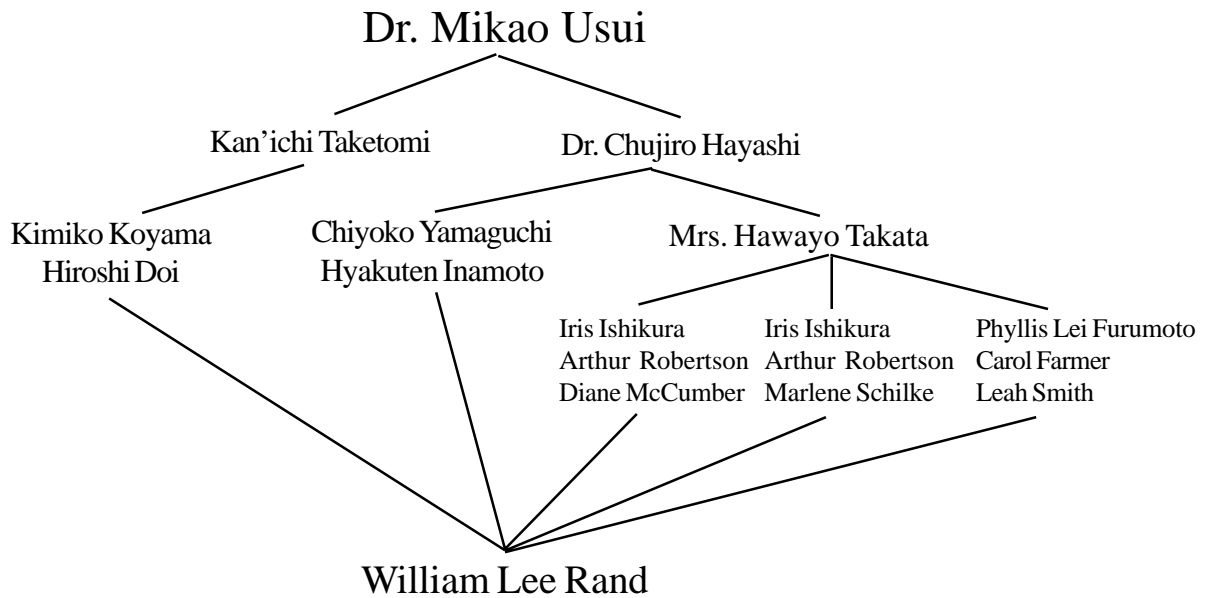 Dr. Mikao Usui
Kan’ichi Taketomi
Dr. Chujiro Hayashi
Kimiko Koyama
Hiroshi Doi
Chiyoko Yamaguchi
Hyakuten Inamoto
Mrs. Hawayo Takata
Iris Ishikura
Arthur Robertson
Diane McCumber
Iris Ishikura
Arthur Robertson
Marlene Schilke
Phyllis Lei Furumoto
Carol Farmer
Leah Smith
William Lee Rand